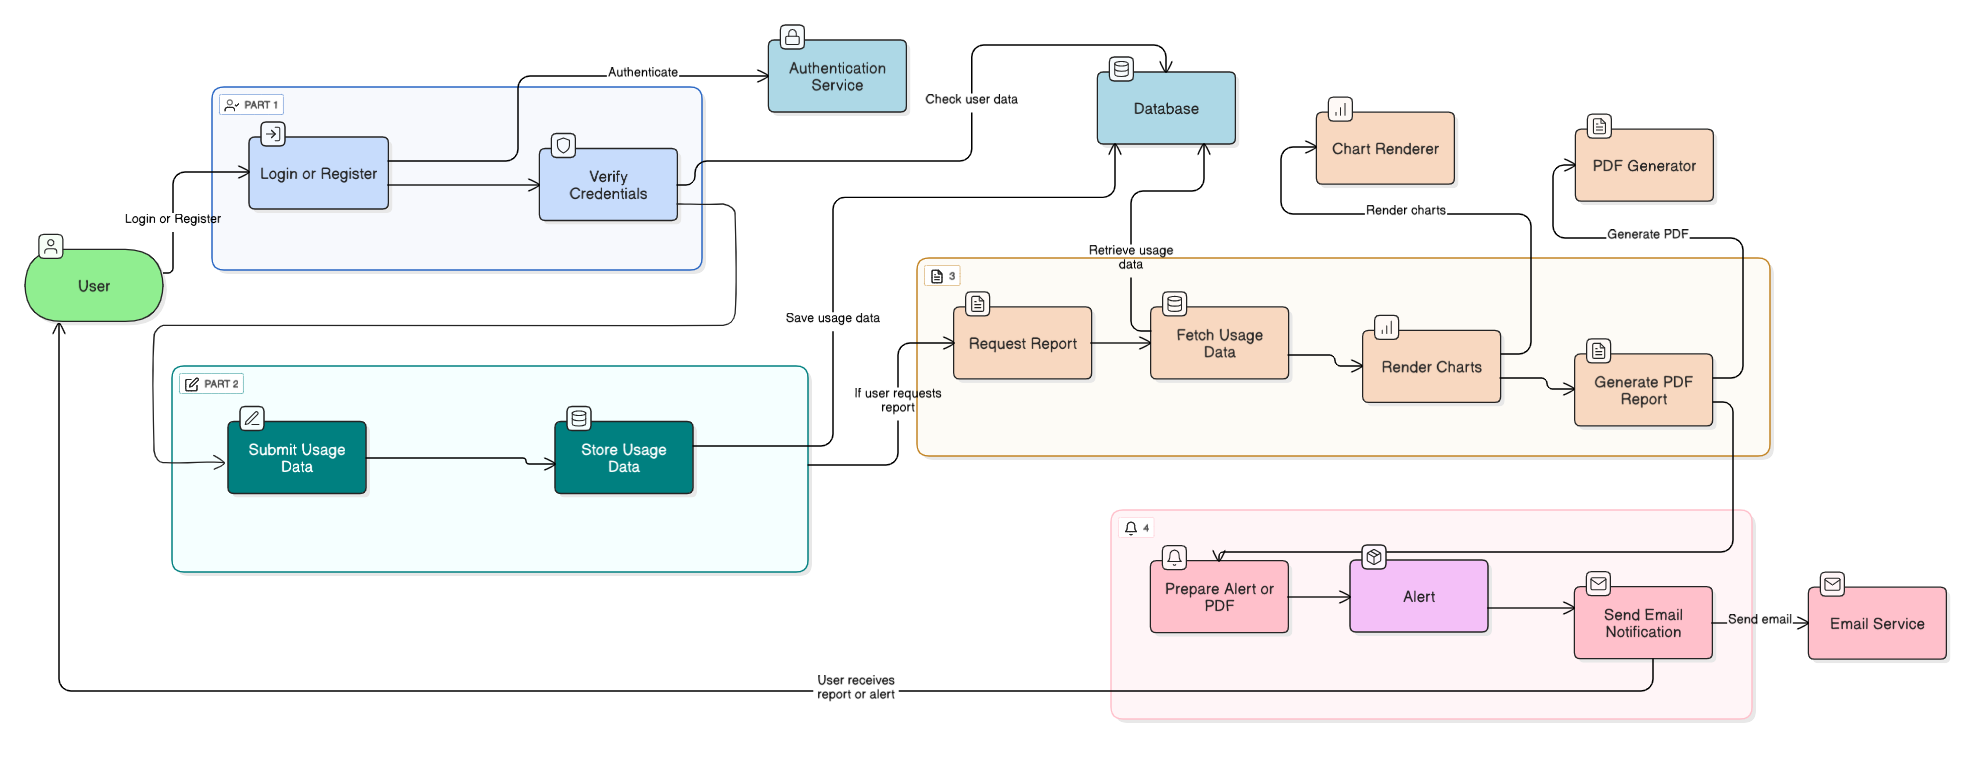 Authentication
Service
Authenticate
Check user data
Database
PART 1
Login or Register
Verify
Credentials
Chart Renderer
PDF Generator
Login or Register
Render charts
Generate PDF
User
Retrieve usage
data
Save usage data
3
Request Report
Fetch Usage
Data
Render Charts
Generate PDF
Report
If user requests
report
PART 2
Submit Usage
Data
Store Usage
Data
4
Prepare Alert or
PDF
Alert
Send Email
Notification
Send email
Email Service
User receives
report or alert